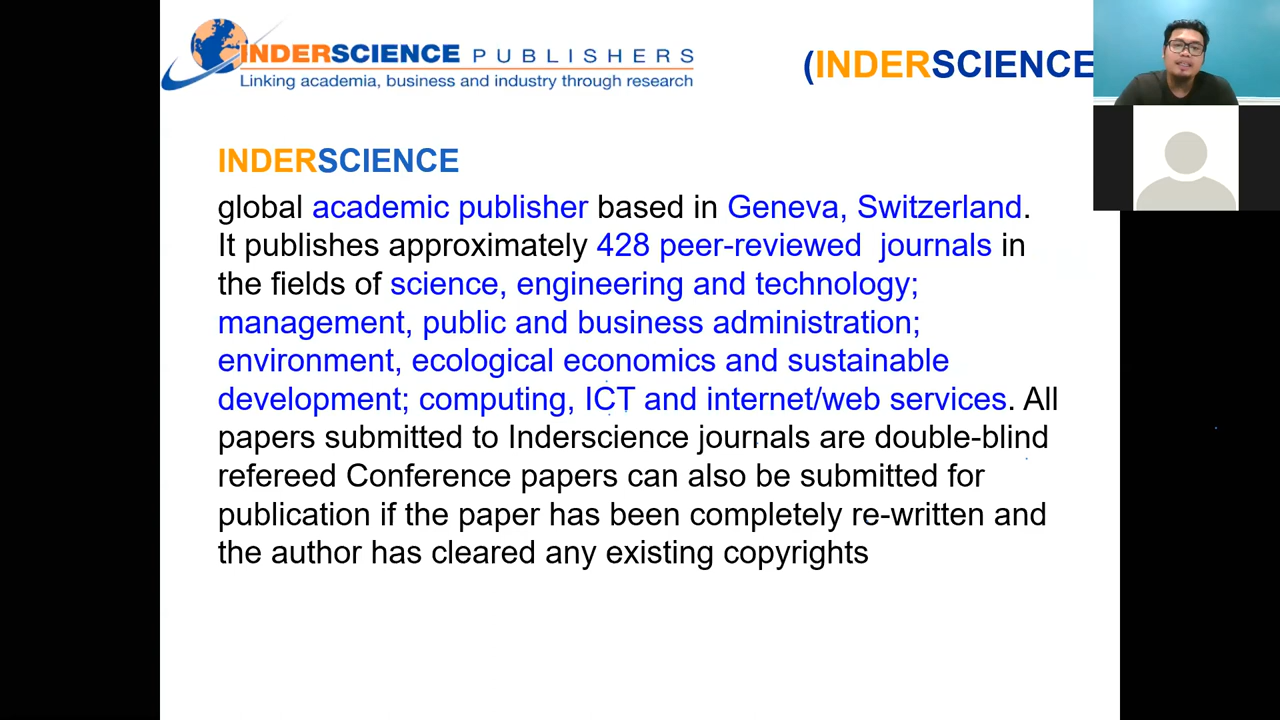 INDERSCIENCE PUBLISHERS
Linking academia, business and industry through research
(INDERSCIENCE
INDERSCIENCE
global academic publisher based in Geneva, Switzerland.
It publishes approximately 428 peer-reviewed  journals in
the fields of science, engineering and technology;
management, public and business administration;
environment, ecological economics and sustainable
development; computing, ICT and internet/web services. All
papers submitted to Inderscience journals are double-blind
refereed Conference papers can also be submitted for
publication if the paper has been completely re-written and
the author has cleared any existing copyrights